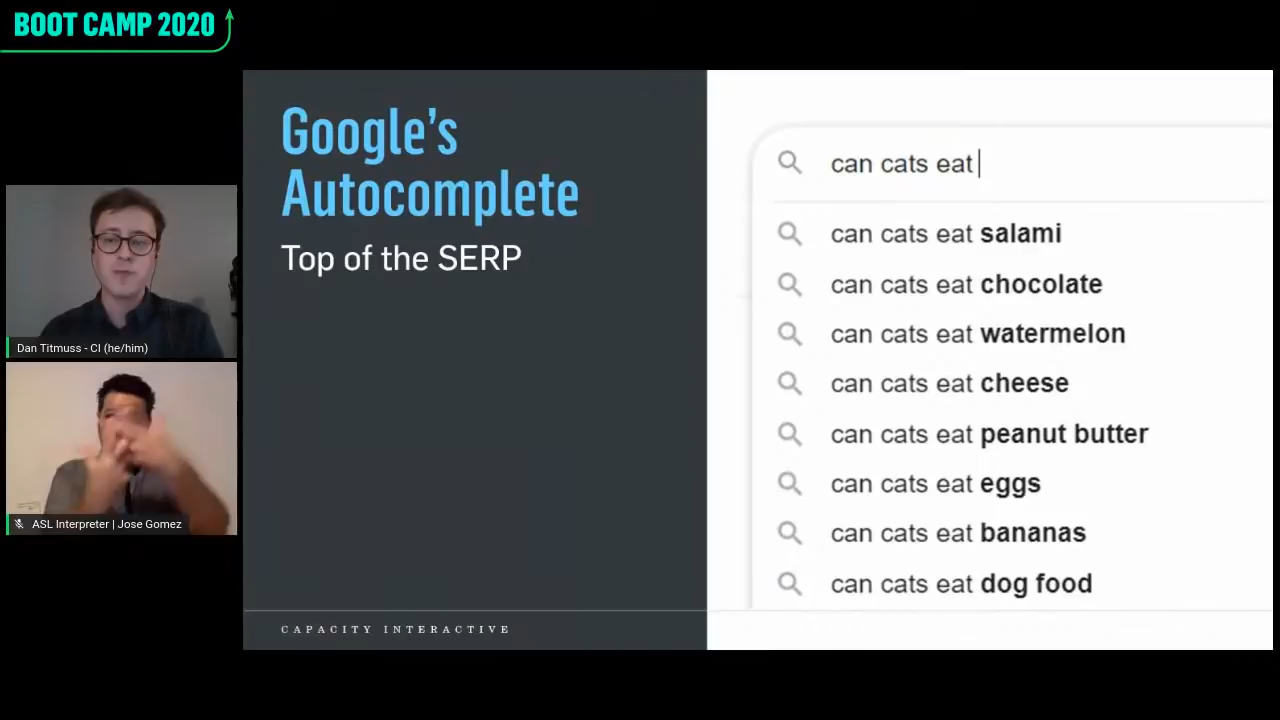 BOOT CAMP 2020
Google's
Autocomplete
Top of the SERP
CAPACITY INTERACTIVE
can cats eat
can cats eat salami
can cats eat chocolate
can cats eat watermelon
can cats eat cheese
can cats eat peanut butter
can cats eat eggs
can cats eat bananas
can cats eat dog food
Dan Titmuss - CI (he/him)
ASL Interpreter | Jose Gomez